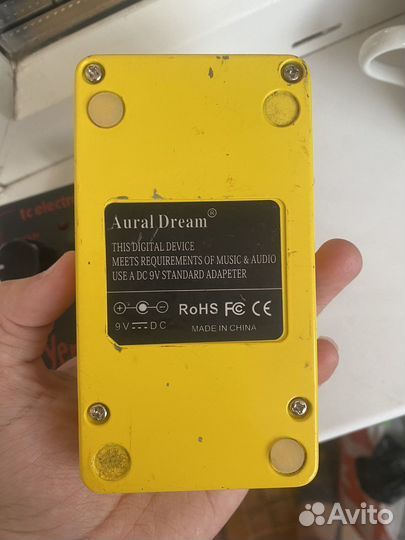 tc electr
Aural Dream®
THIS DIGITAL DEVICE
MEETS REQUIREMENTS OF MUSIC & AUDIO
USE A DC 9V STANDARD ADAPETER
RoHS FC CE
9V DC
MADE IN CHINA
Avito